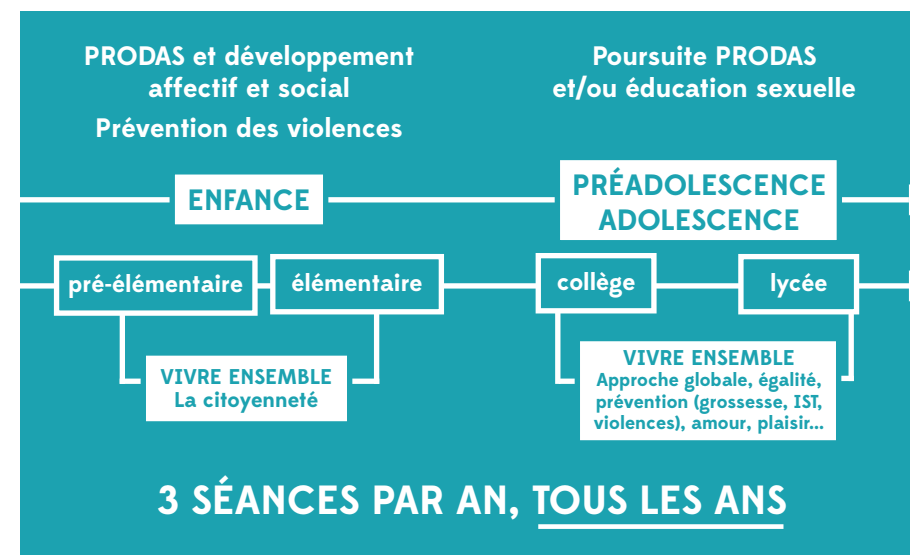 PRODAS et développement
affectif et social
Prévention des violences
Poursuite PRODAS
et/ou éducation sexuelle
ENFANCE
PRÉADOLESCENCE
ADOLESCENCE
pré-élémentaire
élémentaire
collège
lycée
VIVRE ENSEMBLE
La citoyenneté
VIVRE ENSEMBLE
Approche globale, égalité,
prévention (grossesse, IST,
violences), amour, plaisir...
3 SÉANCES PAR AN, TOUS LES ANS